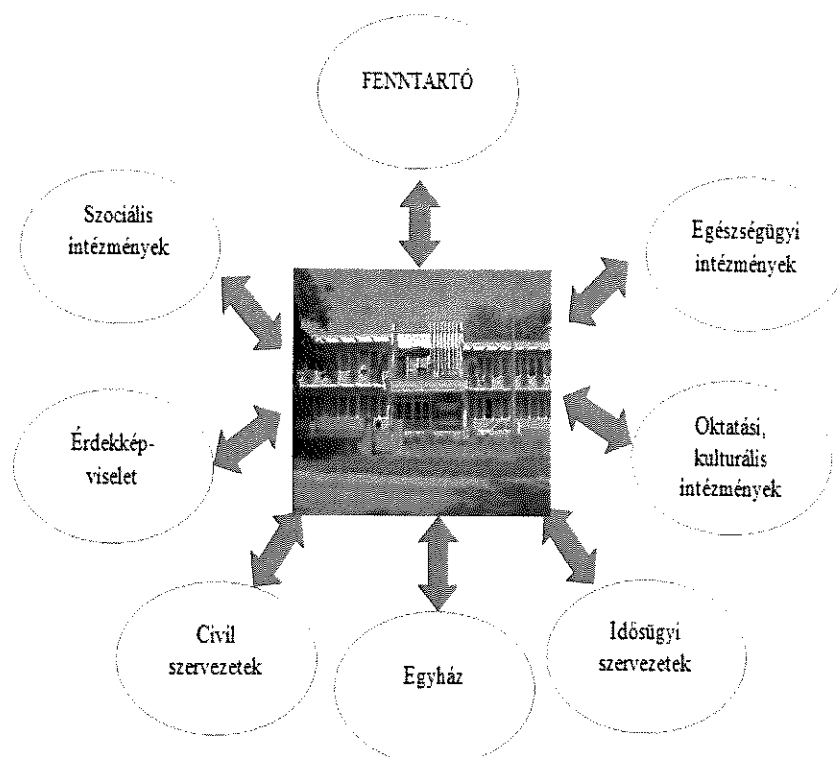 FENNTARTÓ
Szociális
intézmények
Egészségügyi
intézmények
Érdekkép-
viselet
Oktatási,
kulturális
intézmények
Civil
szervezetek
Egyház
Idősügyi
szervezetek